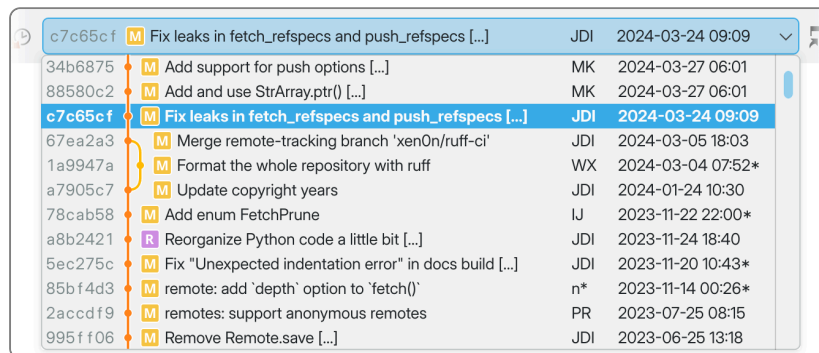 c7c65cf M Fix leaks in fetch_refspecs and push_refspecs [...] JDI 2024-03-24 09:09
34b6875 M Add support for push options [...] MK 2024-03-27 06:01
88580c2 M Add and use StrArray.ptr() [...] MK 2024-03-27 06:01
c7c65cf M Fix leaks in fetch_refspecs and push_refspecs [...] JDI 2024-03-24 09:09
67ea2a3 M Merge remote-tracking branch 'xen0n/ruff-ci' JDI 2024-03-05 18:03
1a9947a M Format the whole repository with ruff WX 2024-03-04 07:52*
a7905c7 M Update copyright years JDI 2024-01-24 10:30
78cab58 M Add enum FetchPrune IJ 2023-11-22 22:00*
a8b2421 R Reorganize Python code a little bit [...] JDI 2023-11-24 18:40
5ec275c M Fix "Unexpected indentation error" in docs build [...] JDI 2023-11-20 10:43*
85bf4d3 M remote: add `depth` option to `fetch()` n* 2023-11-14 00:26*
2accdf9 M remotes: support anonymous remotes PR 2023-07-25 08:15
995ff06 M Remove Remote.save [...] JDI 2023-06-25 13:18